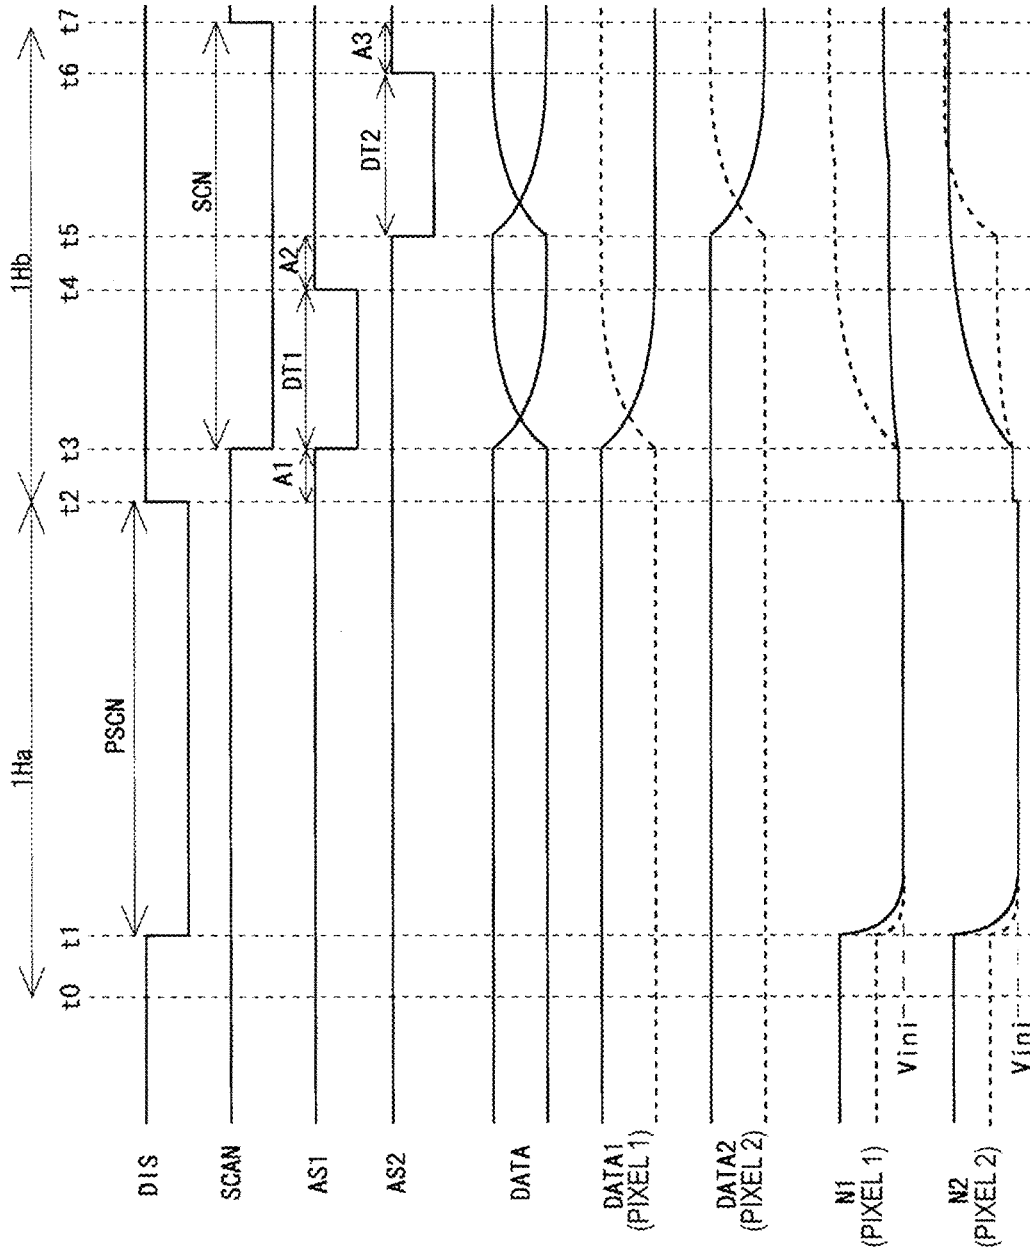 1Ha
1Hb
t0
t1
t2
t3
t4
t5
t6
t7
DIS
PSCN
SCAN
SCN
AS1
A1
DT1
A2
AS2
DT2
A3
DATA
DATA1
(PIXEL 1)
DATA2
(PIXEL 2)
N1
(PIXEL 1)
Vini
N2
(PIXEL 2)
Vini